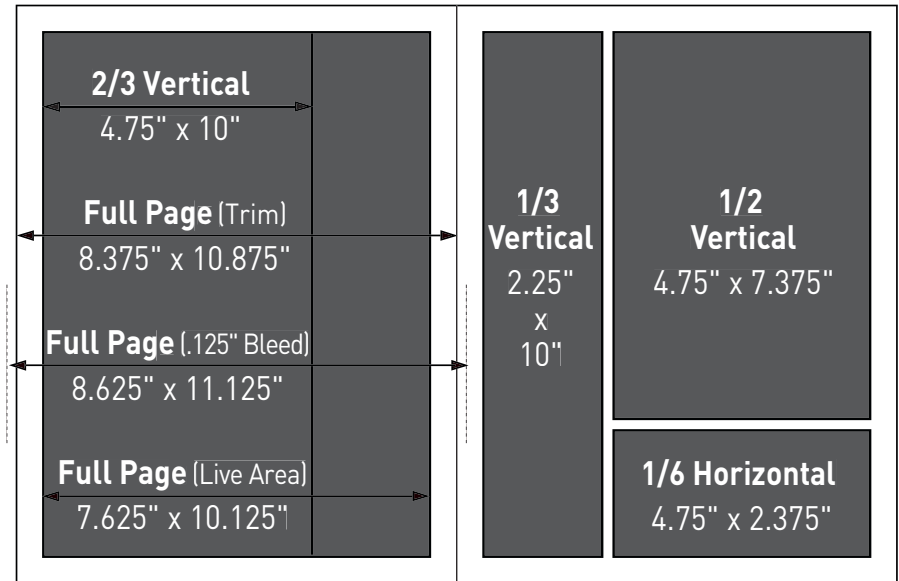 2/3 Vertical
4.75" x 10"
Full Page (Trim)
8.375" x 10.875"
Full Page (.125" Bleed)
8.625" x 11.125"
Full Page (Live Area)
7.625" x 10.125"
1/3
Vertical
2.25"
x
10"
1/2
Vertical
4.75" x 7.375"
1/6 Horizontal
4.75" x 2.375"